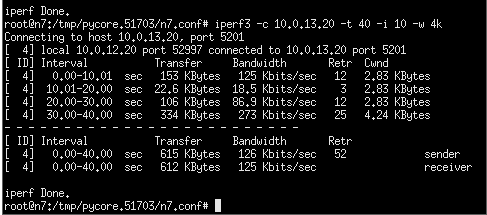 iperf Done.
root@n7:/tmp/pycore.51703/n7.conf# iperf3 -c 10.0.13.20 -t 40 -i 10 -w 4k
Connecting to host 10.0.13.20, port 5201
[  4] local 10.0.12.20 port 52997 connected to 10.0.13.20 port 5201
[ ID] Interval           Transfer     Bandwidth       Retr  Cwnd
[  4]   0.00-10.01  sec   153 KBytes   125 Kbits/sec   12   2.83 KBytes
[  4]  10.01-20.00  sec  22.6 KBytes  18.5 Kbits/sec    3   2.83 KBytes
[  4]  20.00-30.00  sec   106 KBytes  86.9 Kbits/sec   12   2.83 KBytes
[  4]  30.00-40.00  sec   334 KBytes   273 Kbits/sec   25   4.24 KBytes
- - - - - - - - - - - - - - - - - - - - - - - - -
[ ID] Interval           Transfer     Bandwidth       Retr
[  4]   0.00-40.00  sec   615 KBytes   126 Kbits/sec   52             sender
[  4]   0.00-40.00  sec   612 KBytes   125 Kbits/sec                  receiver
iperf Done.
root@n7:/tmp/pycore.51703/n7.conf#